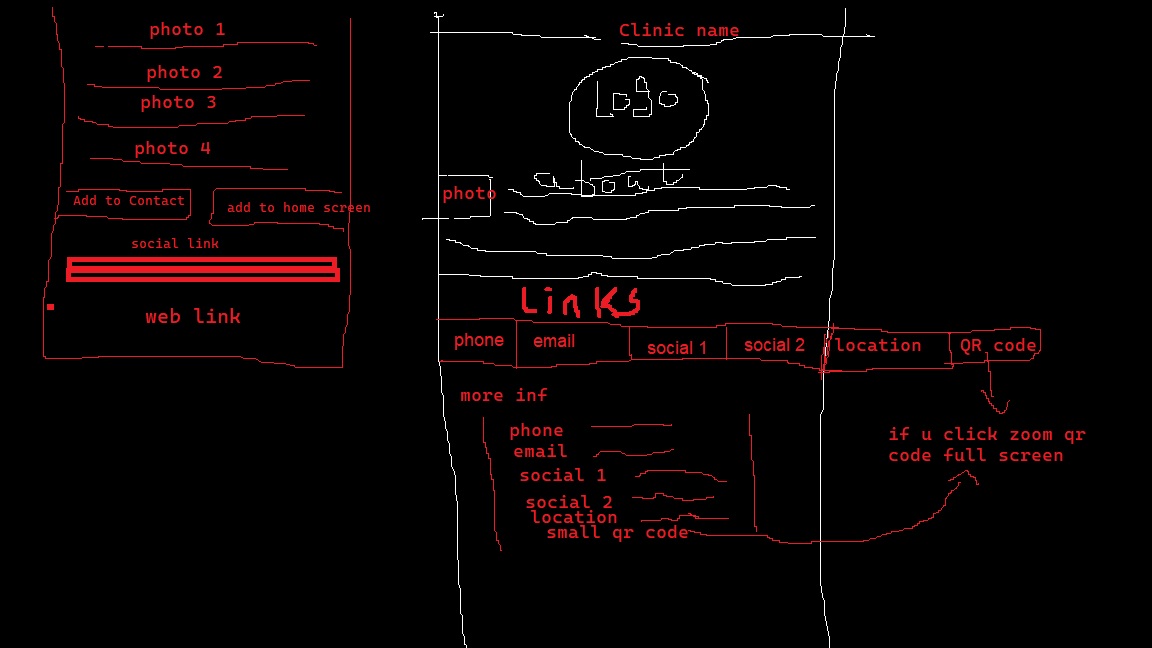 photo 1
photo 2
photo 3
photo 4
Add to Contact
add to home screen
social link
web link
Clinic name
logo
about
photo
LinKS
phone
email
social 1
social 2
location
QR code
more inf
phone
email
social 1
social 2
location
small qr code
if u click zoom qr
code full screen